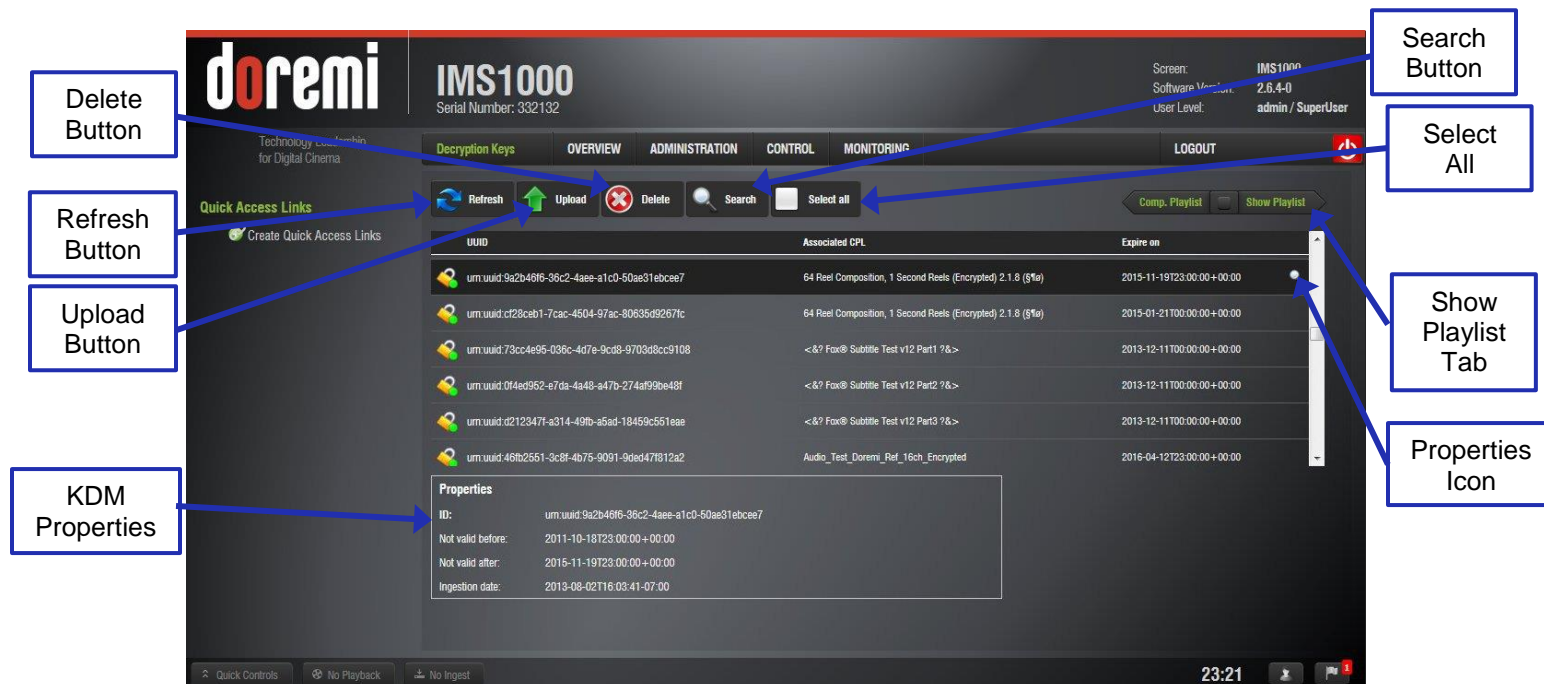 Delete
Button
Refresh
Button
Upload
Button
KDM
Properties
Search
Button
Select
All
Show
Playlist
Tab
Properties
Icon
doremi
Technology Leadership
for Digital Cinema
IMS1000
Serial Number: 332132
Screen: IMS1000
Software Version: 2.6.4-0
User Level: admin / SuperUser
Decryption Keys OVERVIEW ADMINISTRATION CONTROL MONITORING LOGOUT
Quick Access Links
Create Quick Access Links
Refresh Upload Delete Search Select all Comp. Playlist Show Playlist
UUID Associated CPL Expire on
urn:uuid:9a2b46f6-36c2-4aee-a1c0-50ae31ebcee7 64 Reel Composition, 1 Second Reels (Encrypted) 2.1.8 (§¶ø) 2015-11-19T23:00:00+00:00
urn:uuid:cf28ceb1-7cac-4504-97ac-80635d9267fc 64 Reel Composition, 1 Second Reels (Encrypted) 2.1.8 (§¶ø) 2015-01-21T00:00:00+00:00
urn:uuid:73cc4e95-036c-4d7e-9cd8-9703d8cc9108 <&? Fox® Subtitle Test v12 Part1 ?&> 2013-12-11T00:00:00+00:00
urn:uuid:0f4ed952-e7da-4a48-a47b-274af99be48f <&? Fox® Subtitle Test v12 Part2 ?&> 2013-12-11T00:00:00+00:00
urn:uuid:d212347f-a314-49fb-a5ad-18459c551eae <&? Fox® Subtitle Test v12 Part3 ?&> 2013-12-11T00:00:00+00:00
urn:uuid:46fb2551-3c8f-4b75-9091-9ded47f812a2 Audio_Test_Doremi_Ref_16ch_Encrypted 2016-04-12T23:00:00+00:00
Properties
ID: urn:uuid:9a2b46f6-36c2-4aee-a1c0-50ae31ebcee7
Not valid before: 2011-10-18T23:00:00+00:00
Not valid after: 2015-11-19T23:00:00+00:00
Ingestion date: 2013-08-02T16:03:41-07:00
Quick Controls No Playback No Ingest 23:21 1